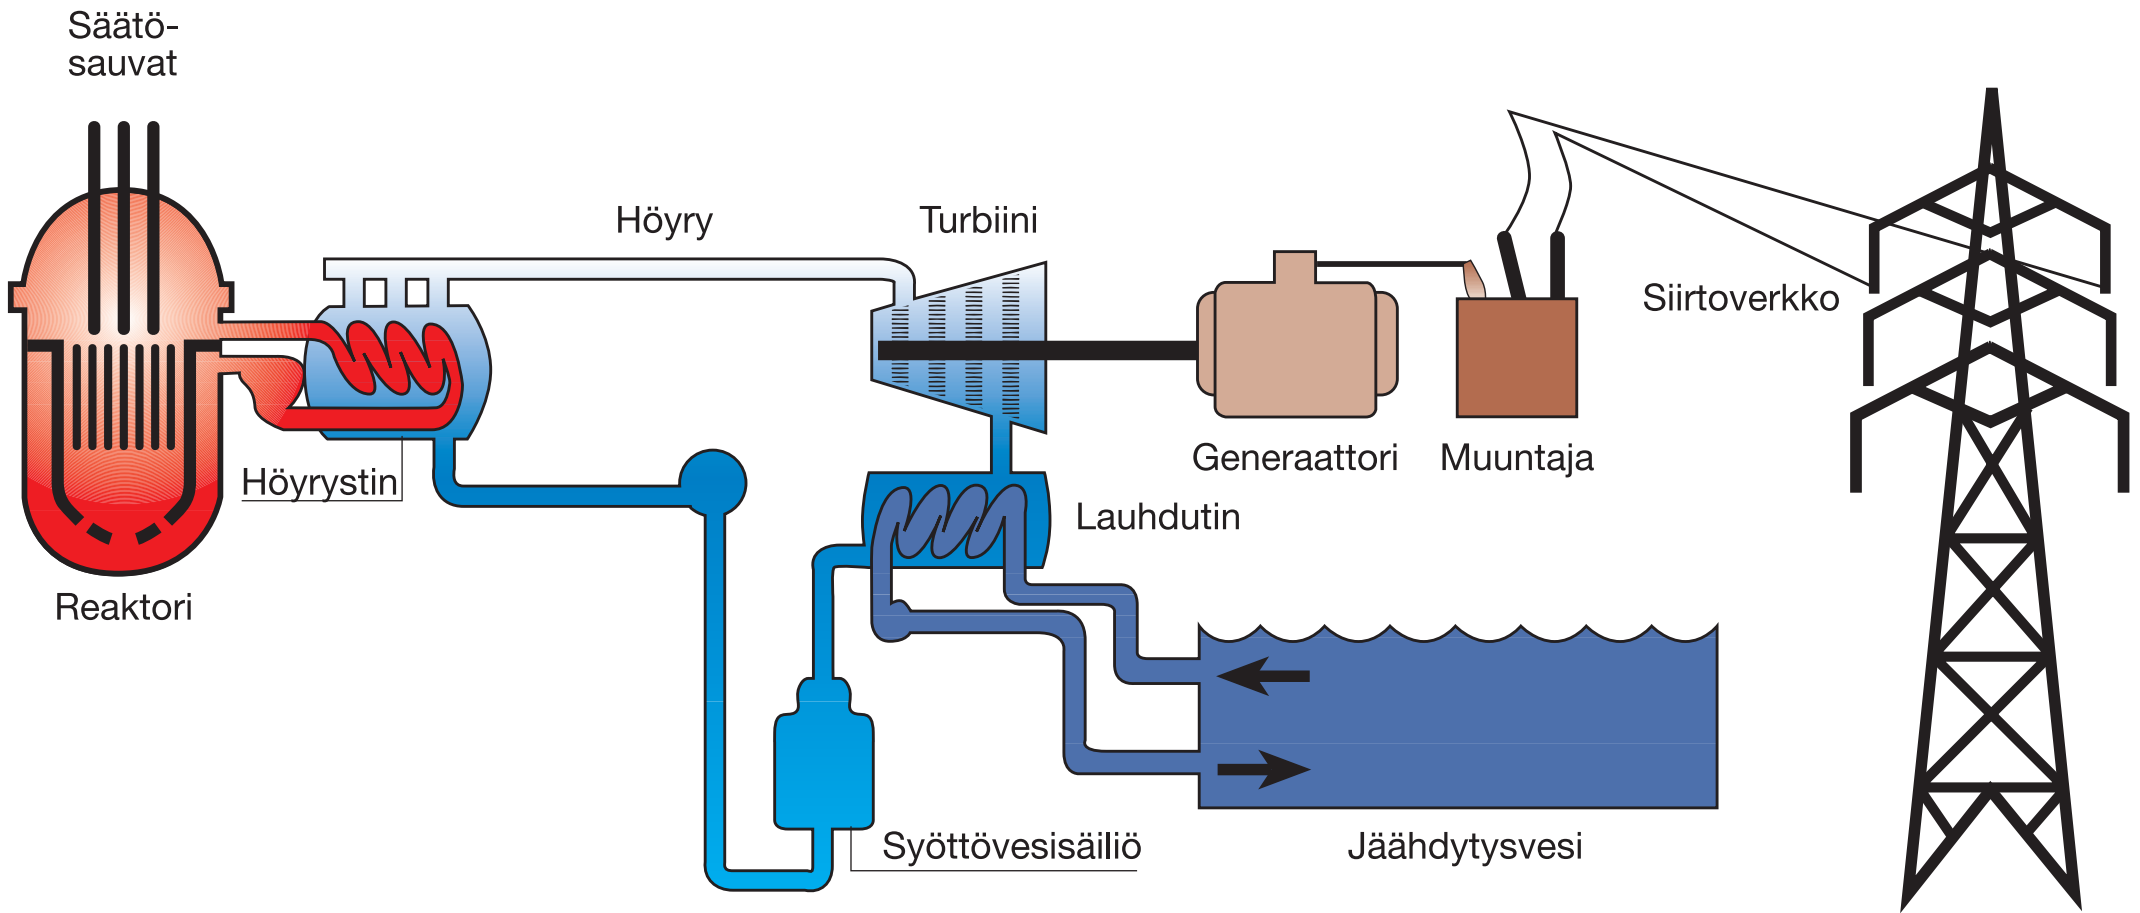 Säätö-
sauvat
Höyry
Turbiini
Siirtoverkko
Generaattori
Muuntaja
Höyrystin
Lauhdutin
Reaktori
Syöttövesisäiliö
Jäähdytysvesi